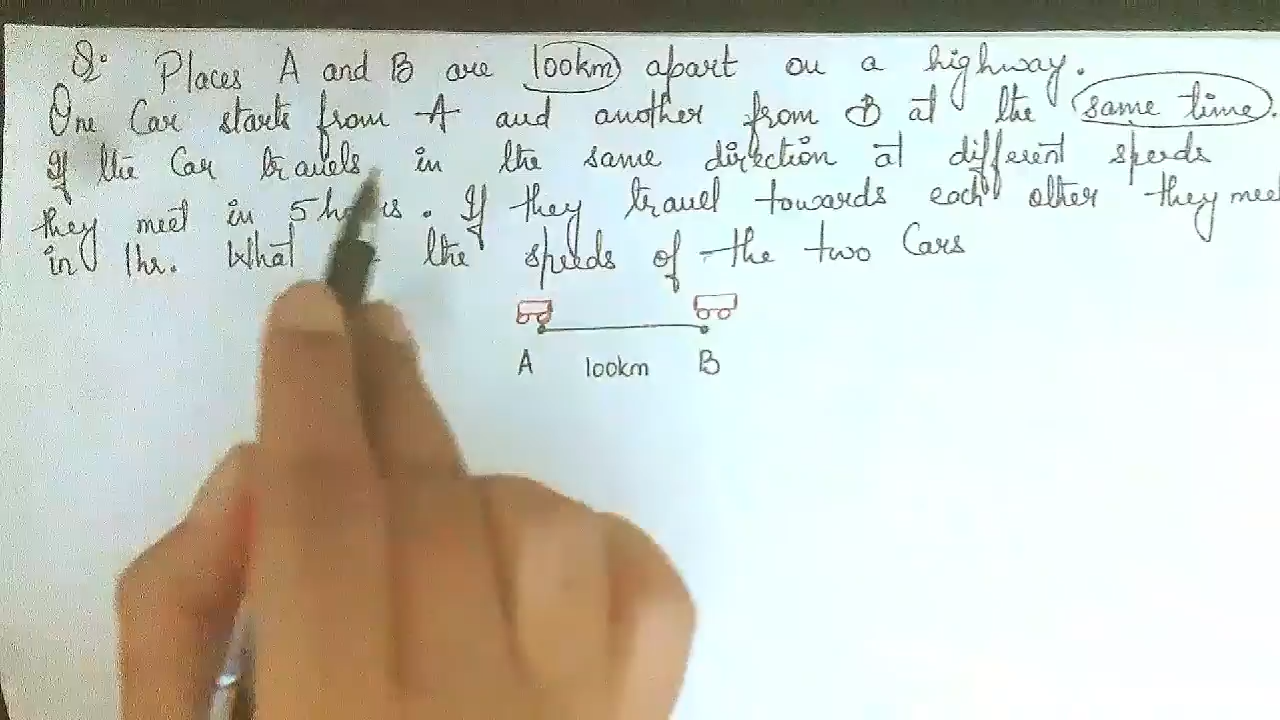 Q: Places A and B are 100km apart on a highway.
One Car starts from A and another from B at the same time.
If the Car travels in the same direction at different speeds
they meet in 5 . If they travel towards each other they meet
in 1hr. What the speeds of the two Cars
A 100km B